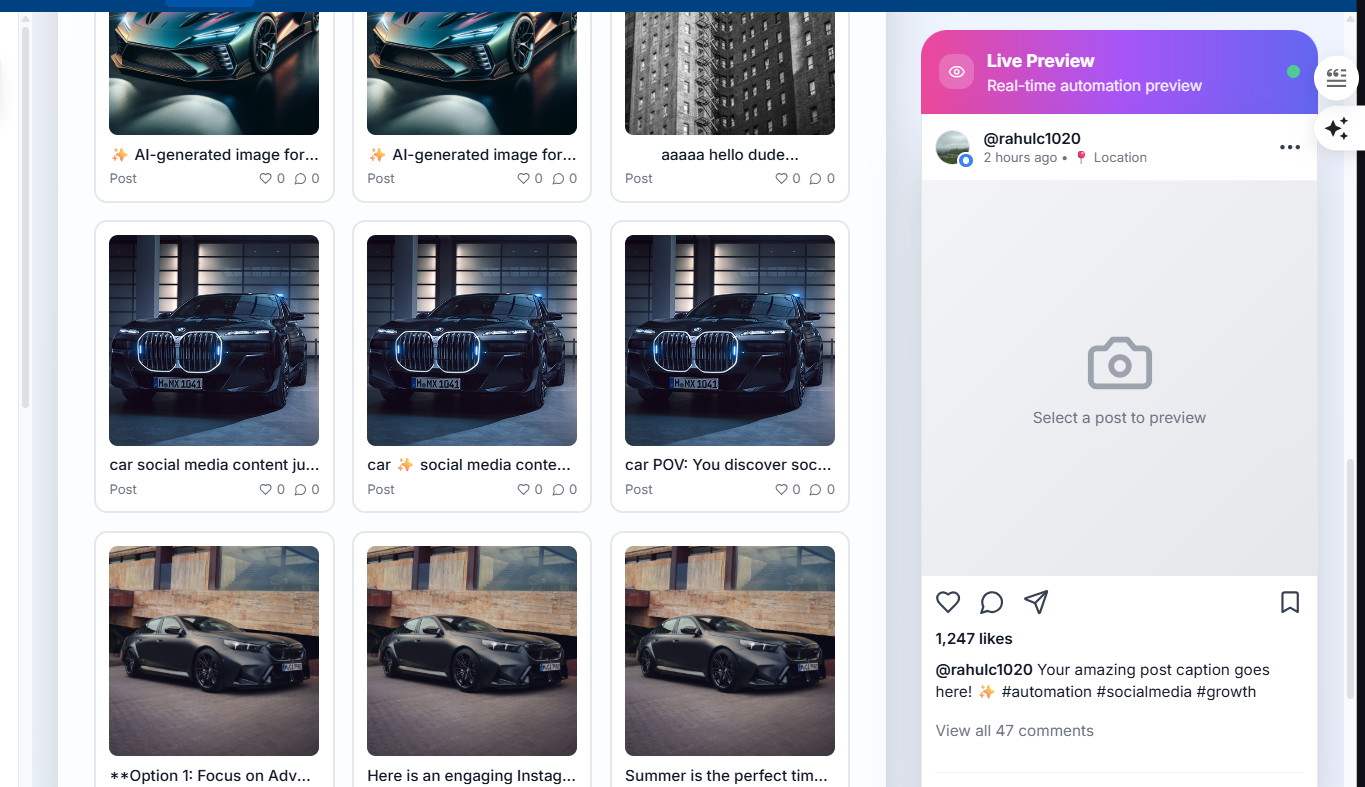 ✨ AI-generated image for...
Post
0
0
✨ AI-generated image for...
Post
0
0
aaaaa hello dude...
Post
0
0
car social media content ju...
Post
0
0
car ✨ social media conte...
Post
0
0
car POV: You discover soc...
Post
0
0
**Option 1: Focus on Adv...
Here is an engaging Instag...
Summer is the perfect tim...
Live Preview
Real-time automation preview
@rahulc1020
2 hours ago • 📍 Location
Select a post to preview
1,247 likes
@rahulc1020 Your amazing post caption goes
here! ✨ #automation #socialmedia #growth
View all 47 comments